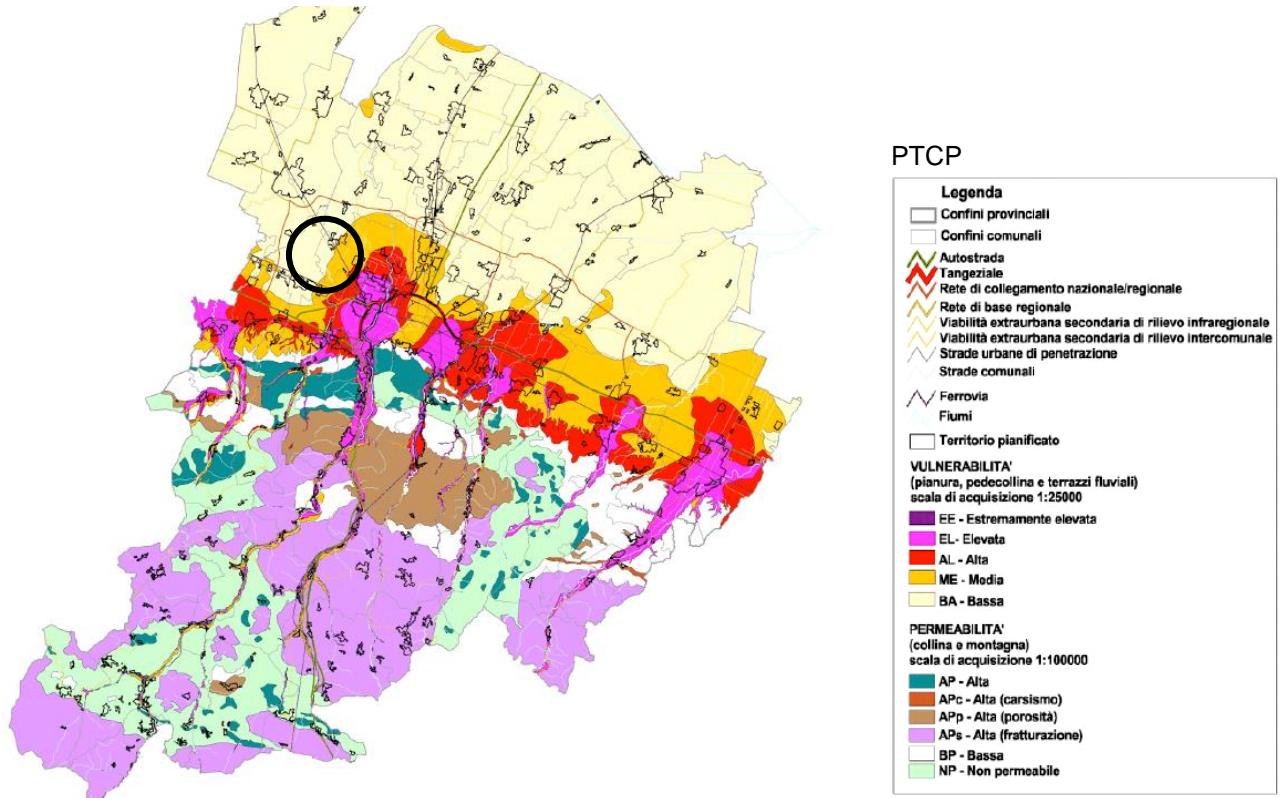 PTCP
Legenda
Confini provinciali
Confini comunali
Autostrada
Tangeziale
Rete di collegamento nazionale/regionale
Rete di base regionale
Viabilità extraurbana secondaria di rilievo infraregionale
Viabilità extraurbana secondaria di rilievo intercomunale
Strade urbane di penetrazione
Strade comunali
Ferrovia
Fiumi
Territorio pianificato
VULNERABILITA'
(pianura, pedecollina e terrazzi fluviali)
scala di acquisizione 1:25000
EE - Estremamente elevata
EL- Elevata
AL - Alta
ME - Media
BA - Bassa
PERMEABILITA'
(collina e montagna)
scala di acquisizione 1:100000
AP - Alta
APc - Alta (carsismo)
APp - Alta (porosità)
APs - Alta (fratturazione)
BP - Bassa
NP - Non permeabile